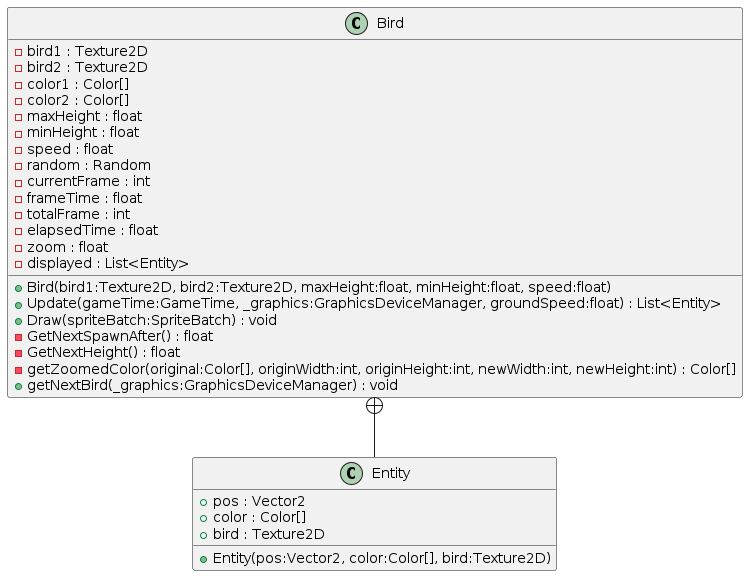 C Bird
bird1 : Texture2D
bird2 : Texture2D
color1 : Color[]
color2 : Color[]
maxHeight : float
minHeight : float
speed : float
random : Random
currentFrame : int
frameTime : float
totalFrame : int
elapsedTime : float
zoom : float
displayed : List<Entity>
Bird(bird1:Texture2D, bird2:Texture2D, maxHeight:float, minHeight:float, speed:float)
Update(gameTime:GameTime, _graphics:GraphicsDeviceManager, groundSpeed:float) : List<Entity>
Draw(spriteBatch:SpriteBatch) : void
GetNextSpawnAfter() : float
GetNextHeight() : float
getZoomedColor(original:Color[], originWidth:int, originHeight:int, newWidth:int, newHeight:int) : Color[]
getNextBird(_graphics:GraphicsDeviceManager) : void
C Entity
pos : Vector2
color : Color[]
bird : Texture2D
Entity(pos:Vector2, color:Color[], bird:Texture2D)